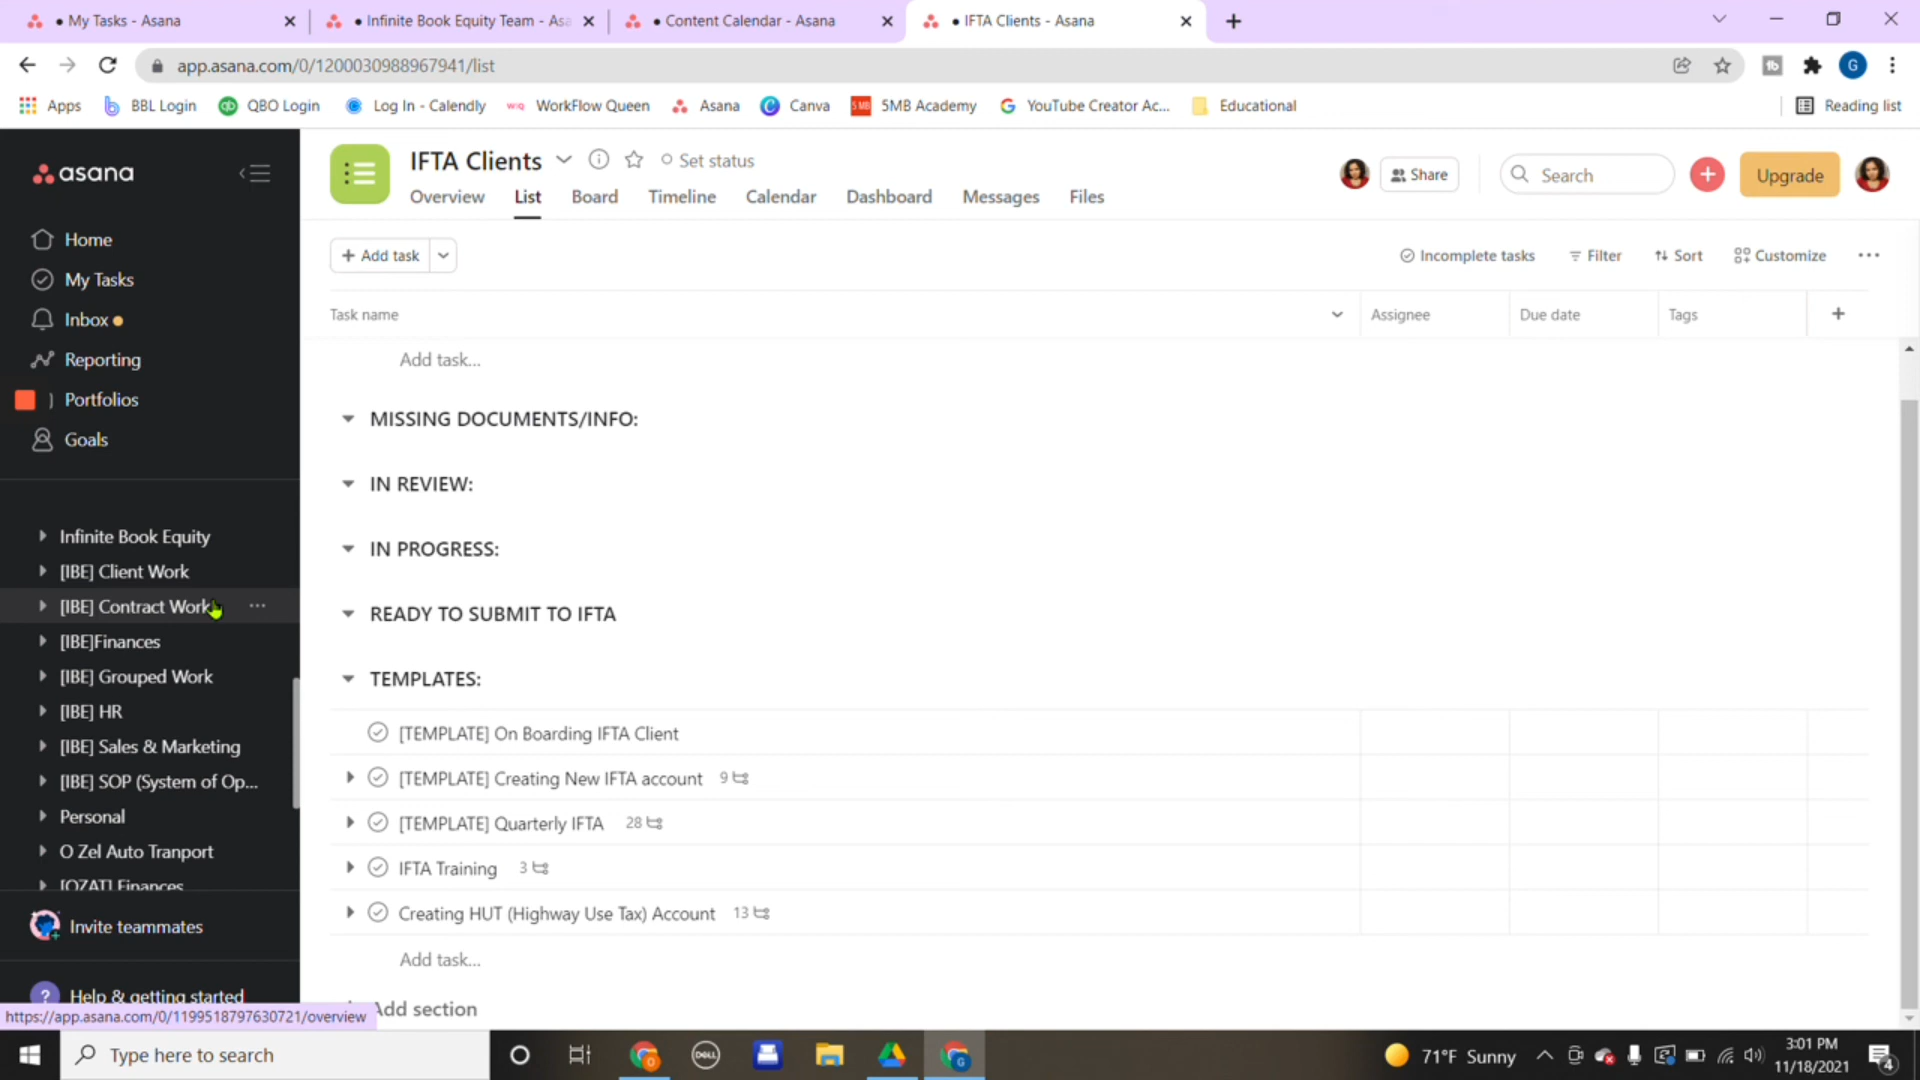 • My Tasks - Asana
• Infinite Book Equity Team - Asa
• Content Calendar - Asana
• IFTA Clients - Asana
app.asana.com/0/1200030988967941/list
G
Apps
BBL Login
QBO Login
Log In - Calendly
WorkFlow Queen
Asana
Canva
5MB Academy
YouTube Creator Ac...
Educational
Reading list
asana
IFTA Clients
Set status
Share
Search
Upgrade
Overview
List
Board
Timeline
Calendar
Dashboard
Messages
Files
Home
My Tasks
Inbox
Reporting
Portfolios
Goals
+ Add task
Incomplete tasks
Filter
Sort
Customize
Task name
Assignee
Due date
Tags
Add task...
MISSING DOCUMENTS/INFO:
IN REVIEW:
IN PROGRESS:
READY TO SUBMIT TO IFTA
TEMPLATES:
[TEMPLATE] On Boarding IFTA Client
[TEMPLATE] Creating New IFTA account 9
[TEMPLATE] Quarterly IFTA 28
IFTA Training 3
Creating HUT (Highway Use Tax) Account 13
Add task...
Add section
Infinite Book Equity
[IBE] Client Work
[IBE] Contract Work
[IBE]Finances
[IBE] Grouped Work
[IBE] HR
[IBE] Sales & Marketing
[IBE] SOP (System of Op...
Personal
O Zel Auto Tranport
[OZAT] Finances
Invite teammates
? Help & getting started
https://app.asana.com/0/1199518797630721/overview
Type here to search
DELL
71°F Sunny
3:01 PM
11/18/2021
4